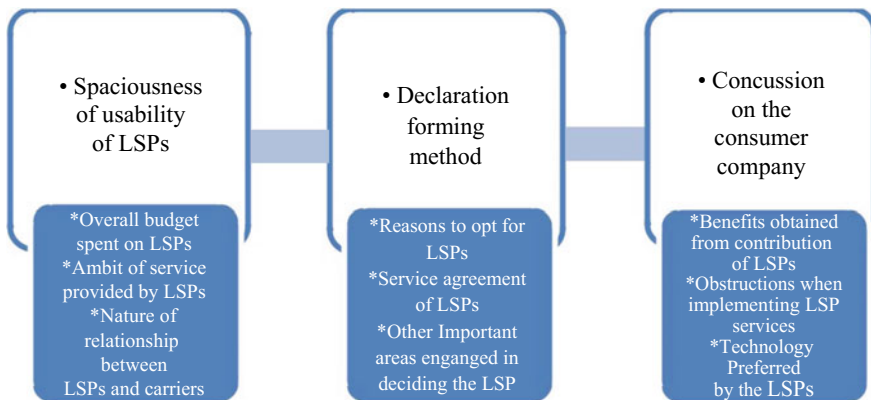 • Spaciousness
of usability
of LSPs
*Overall budget
spent on LSPs
*Ambit of service
provided by LSPs
*Nature of
relationship
between
LSPs and carriers
• Declaration
forming
method
*Reasons to opt for
LSPs
*Service agreement
of LSPs
*Other Important
areas enganged in
deciding the LSP
• Concussion
on the
consumer
company
*Benefits obtained
from contribution
of LSPs
*Obstructions when
implementing LSP
services
*Technology
Preferred
by the LSPs